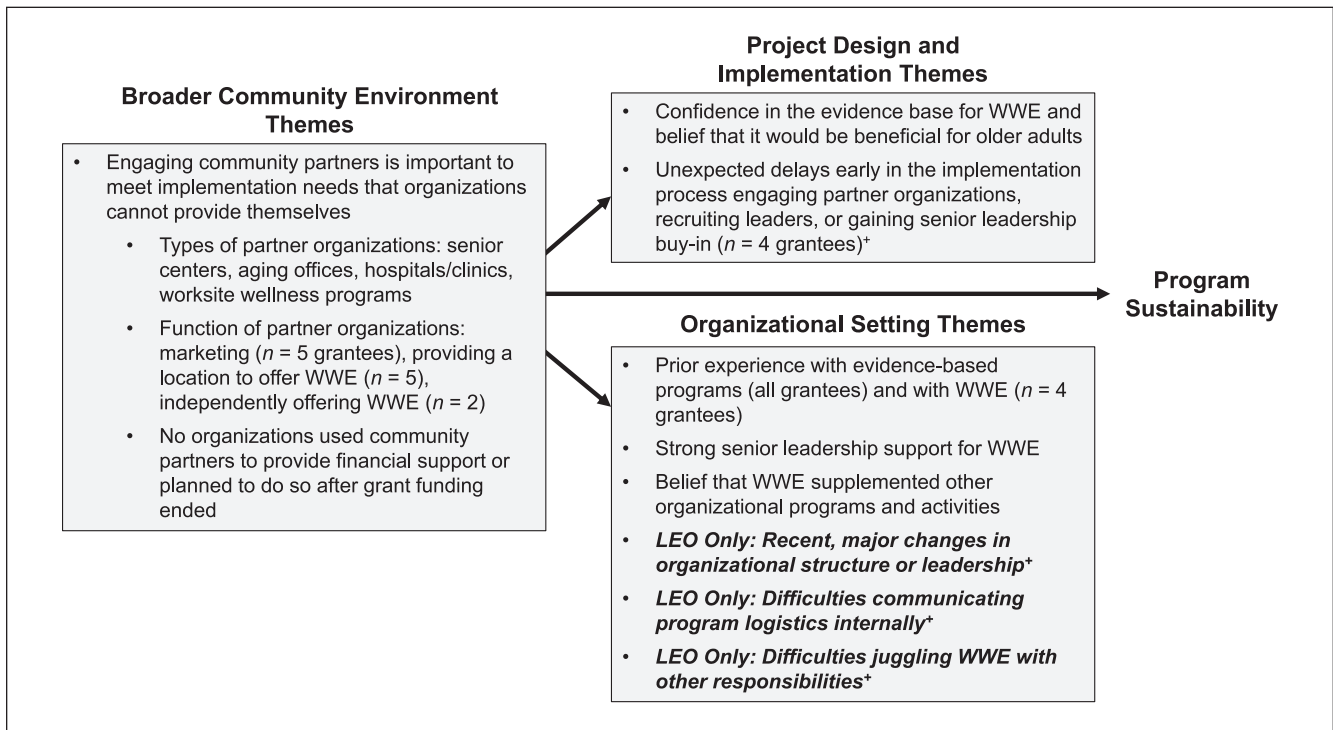 Broader Community Environment
Themes
• Engaging community partners is important to
meet implementation needs that organizations
cannot provide themselves
• Types of partner organizations: senior
centers, aging offices, hospitals/clinics,
worksite wellness programs
• Function of partner organizations:
marketing (n = 5 grantees), providing a
location to offer WWE (n = 5),
independently offering WWE (n = 2)
• No organizations used community
partners to provide financial support or
planned to do so after grant funding
ended
Project Design and
Implementation Themes
• Confidence in the evidence base for WWE and
belief that it would be beneficial for older adults
• Unexpected delays early in the implementation
process engaging partner organizations,
recruiting leaders, or gaining senior leadership
buy-in (n = 4 grantees)⁺
Program
Sustainability
Organizational Setting Themes
• Prior experience with evidence-based
programs (all grantees) and with WWE (n = 4
grantees)
• Strong senior leadership support for WWE
• Belief that WWE supplemented other
organizational programs and activities
• LEO Only: Recent, major changes in
organizational structure or leadership⁺
• LEO Only: Difficulties communicating
program logistics internally⁺
• LEO Only: Difficulties juggling WWE with
other responsibilities⁺